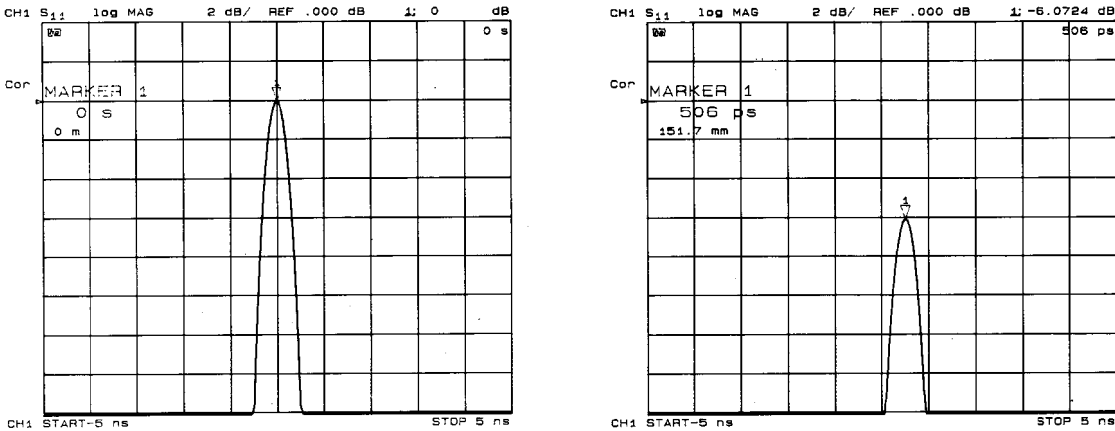 CH1 S11 log MAG 2 dB/ REF .000 dB 1: 0 dB
0 s
Cor
MARKER 1
0 s
0 m
1
CH1 START-5 ns STOP 5 ns
CH1 S11 log MAG 2 dB/ REF .000 dB 1: -6.0724 dB
506 ps
Cor
MARKER 1
506 ps
151.7 mm
1
CH1 START-5 ns STOP 5 ns